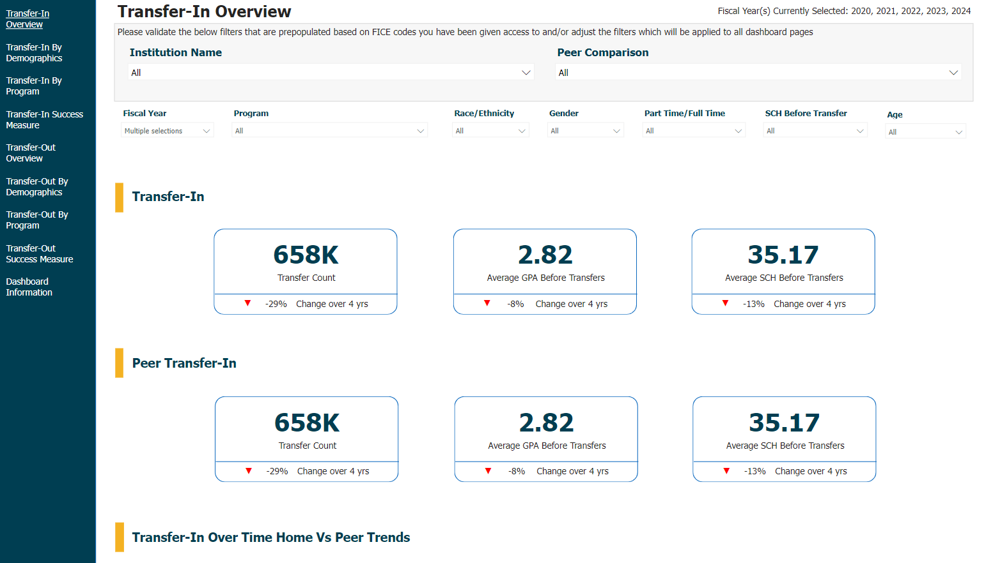 Transfer-In
Overview
Transfer-In By
Demographics
Transfer-In By
Program
Transfer-In Success
Measure
Transfer-Out
Overview
Transfer-Out By
Demographics
Transfer-Out By
Program
Transfer-Out
Success Measure
Dashboard
Information
Transfer-In Overview
Fiscal Year(s) Currently Selected: 2020, 2021, 2022, 2023, 2024
Please validate the below filters that are prepopulated based on FICE codes you have been given access to and/or adjust the filters which will be applied to all dashboard pages
Institution Name
All
Peer Comparison
All
Fiscal Year
Multiple selections
Program
All
Race/Ethnicity
All
Gender
All
Part Time/Full Time
All
SCH Before Transfer
All
Age
All
Transfer-In
658K
Transfer Count
▼ -29% Change over 4 yrs
2.82
Average GPA Before Transfers
▼ -8% Change over 4 yrs
35.17
Average SCH Before Transfers
▼ -13% Change over 4 yrs
Peer Transfer-In
658K
Transfer Count
▼ -29% Change over 4 yrs
2.82
Average GPA Before Transfers
▼ -8% Change over 4 yrs
35.17
Average SCH Before Transfers
▼ -13% Change over 4 yrs
Transfer-In Over Time Home Vs Peer Trends